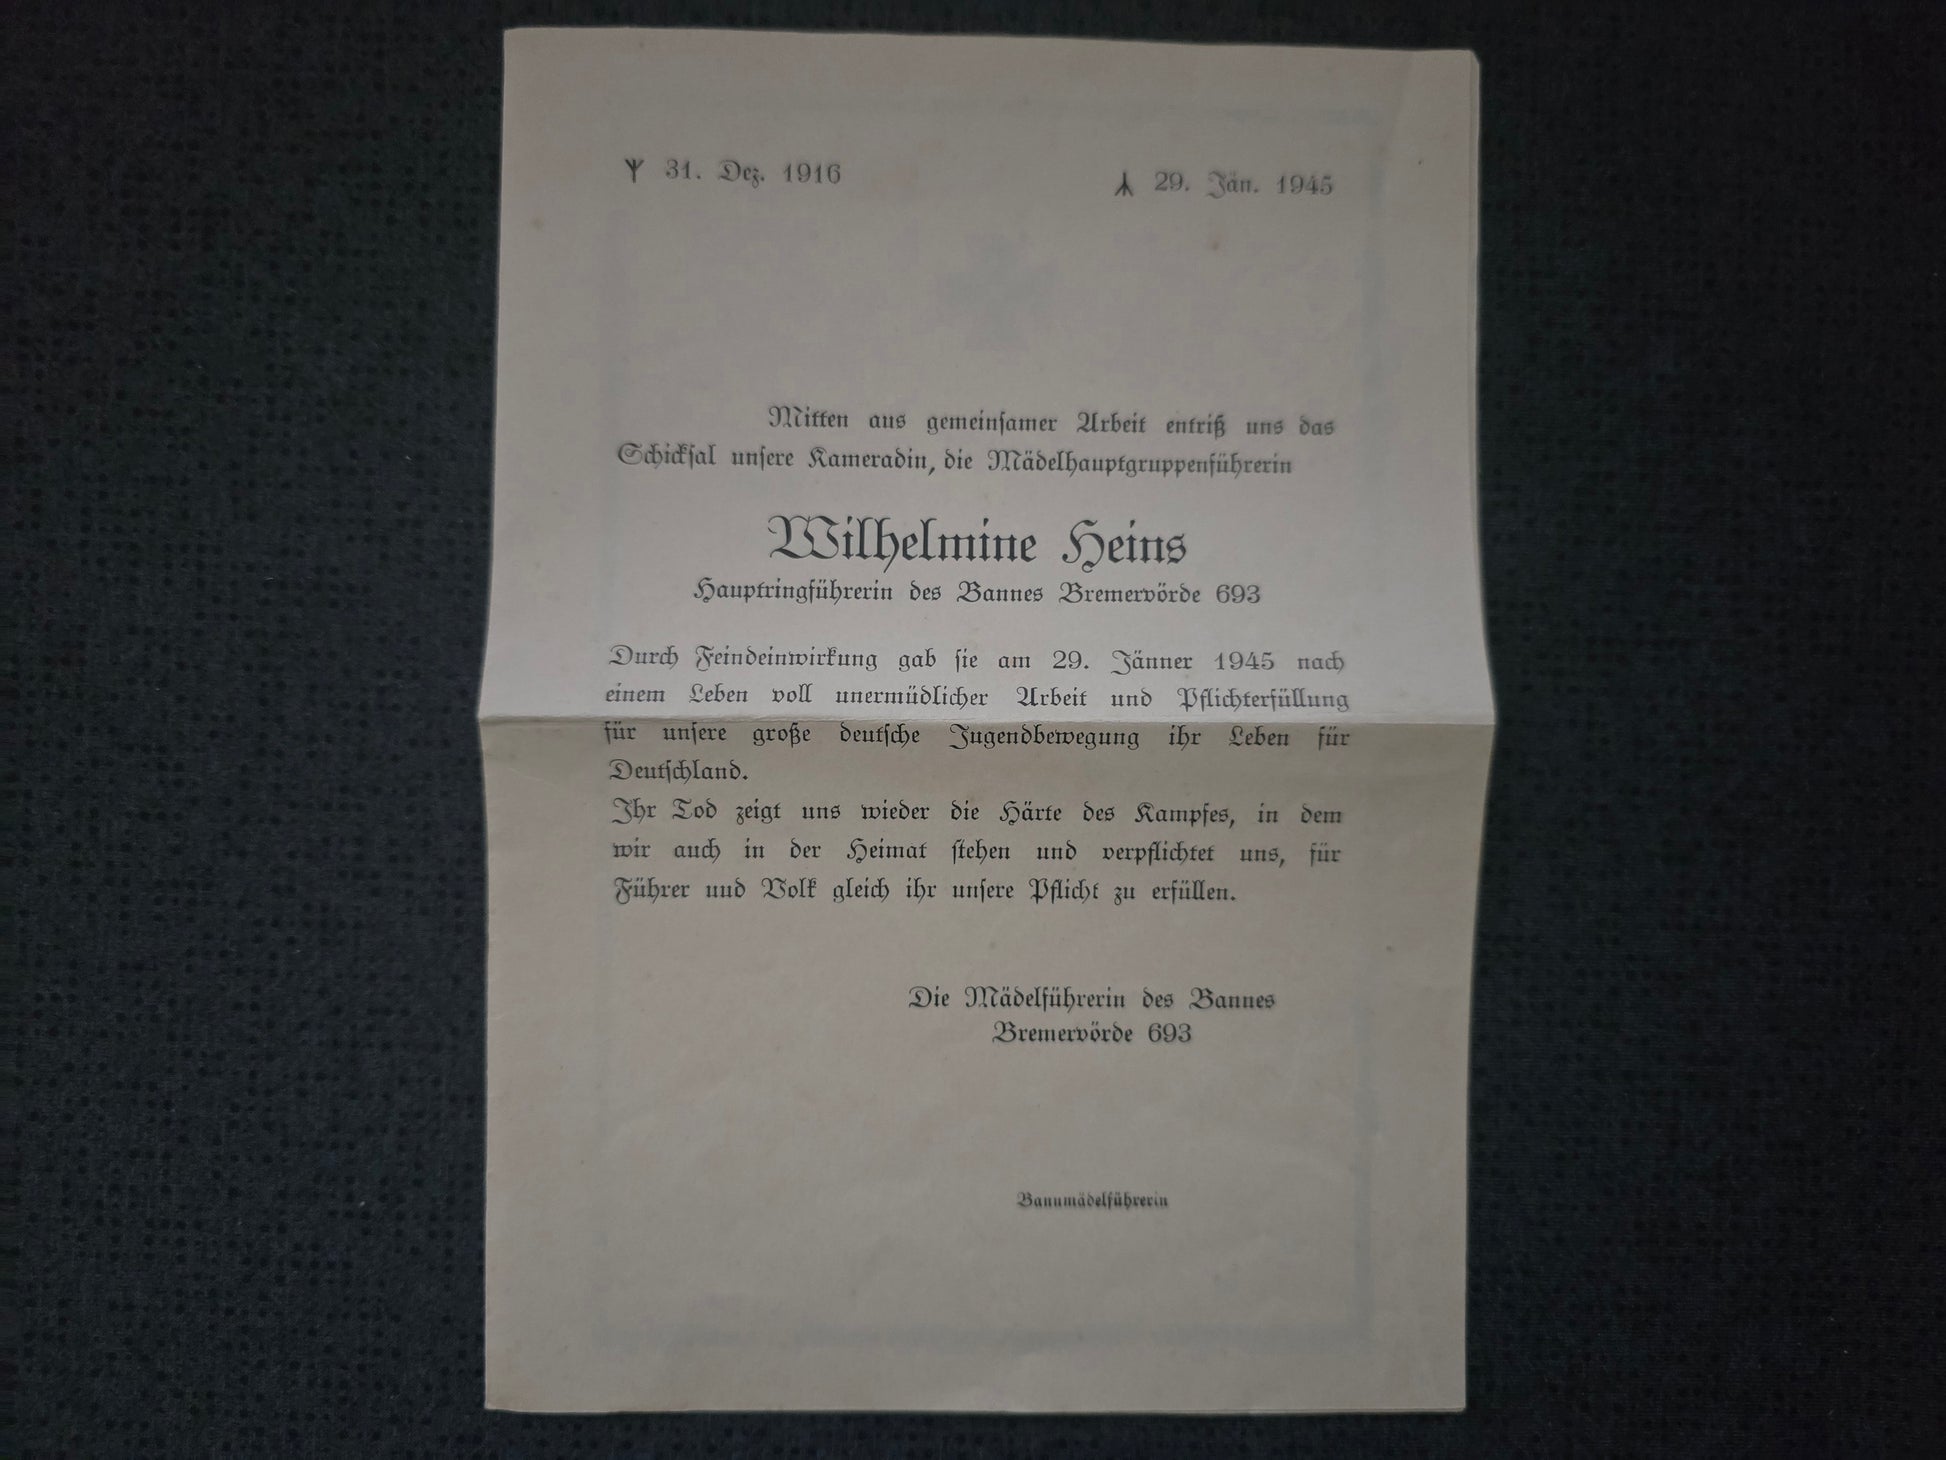 ᛉ 31. Dez. 1916
ᛦ 29. Jän. 1945
Mitten aus gemeinsamer Arbeit entriß uns das
Schicksal unsere Kameradin, die Mädelhauptgruppenführerin
Wilhelmine Heins
Hauptringführerin des Bannes Bremervörde 693
Durch Feindeinwirkung gab sie am 29. Jänner 1945 nach
einem Leben voll unermüdlicher Arbeit und Pflichterfüllung
für unsere große deutsche Jugendbewegung ihr Leben für
Deutschland.
Ihr Tod zeigt uns wieder die Härte des Kampfes, in dem
wir auch in der Heimat stehen und verpflichtet uns, für
Führer und Volk gleich ihr unsere Pflicht zu erfüllen.
Die Mädelführerin des Bannes
Bremervörde 693
Bannmädelführerin